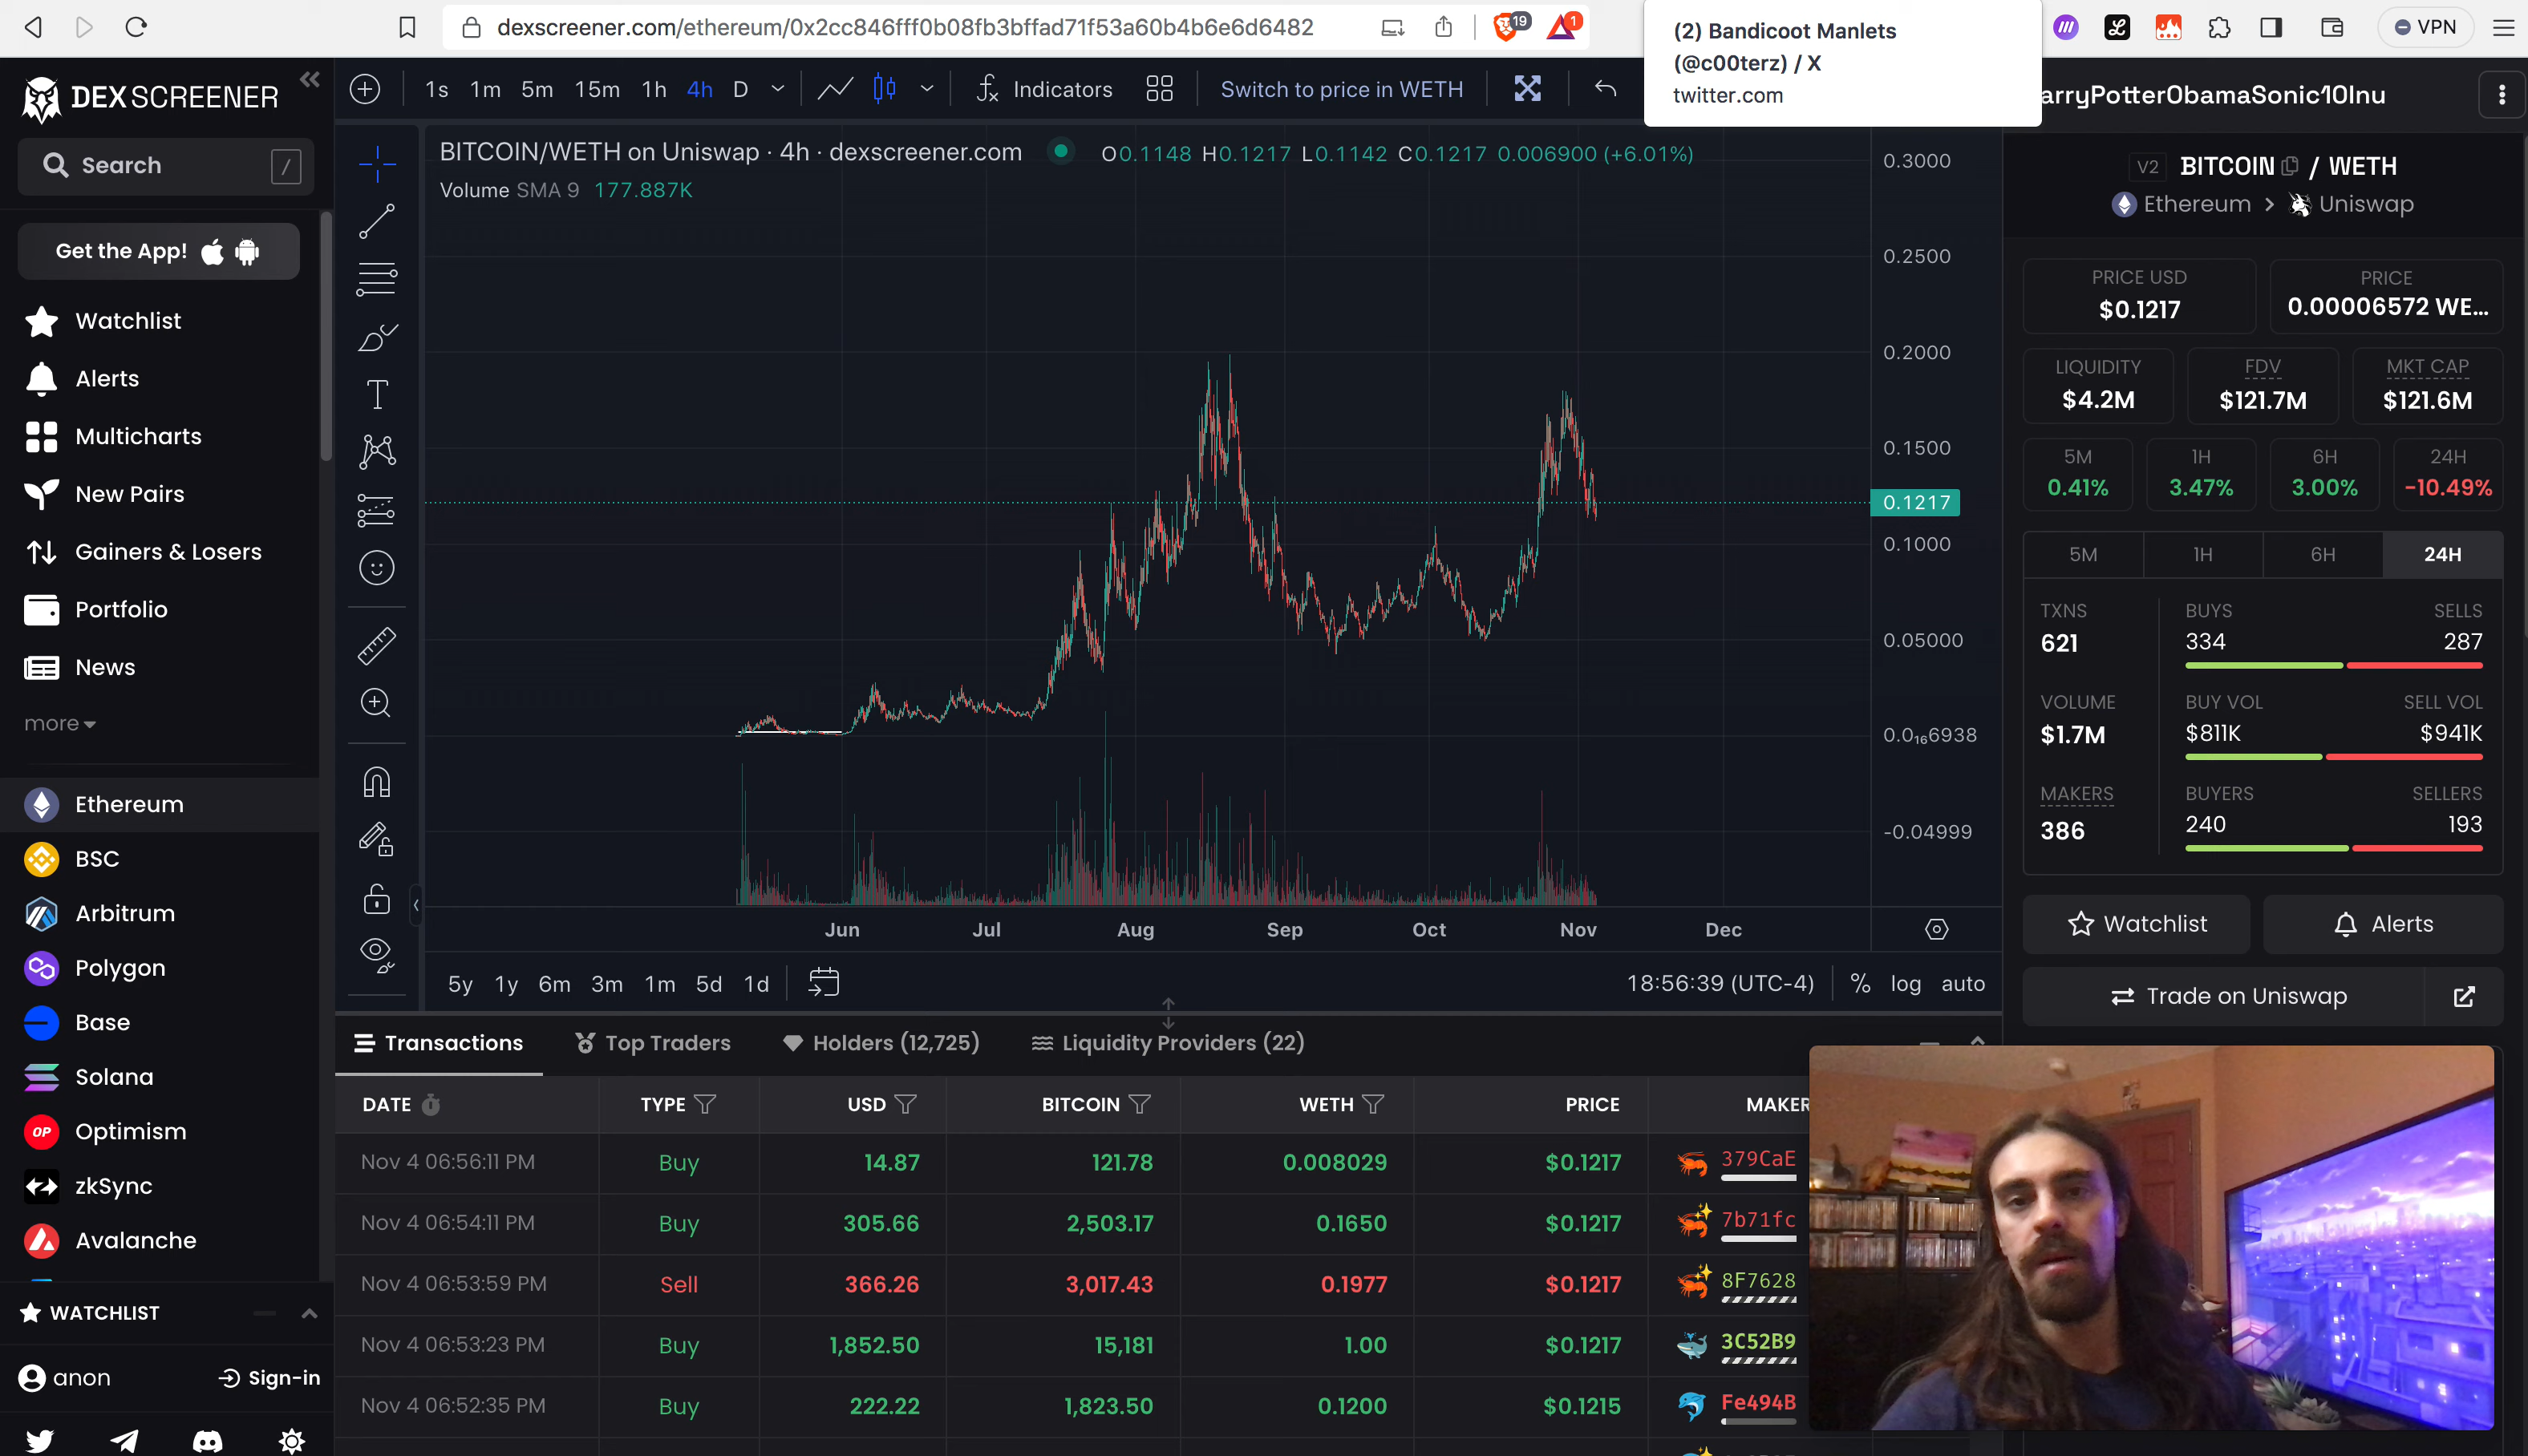 dexscreener.com/ethereum/0x2cc846fff0b08fb3bffad71f53a60b4b6e6d6482
19
1
(2) Bandicoot Manlets
(@c00terz) / X
twitter.com
VPN
DEX SCREENER
Search
/
Get the App!
Watchlist
Alerts
Multicharts
New Pairs
Gainers & Losers
Portfolio
News
more
Ethereum
BSC
Arbitrum
Polygon
Base
Solana
OP
Optimism
zkSync
Avalanche
WATCHLIST
anon
Sign-in
1s 1m 5m 15m 1h 4h D
Indicators
Switch to price in WETH
BITCOIN/WETH on Uniswap · 4h · dexscreener.com
O0.1148 H0.1217 L0.1142 C0.1217 0.006900 (+6.01%)
Volume SMA 9 177.887K
0.3000
0.2500
0.2000
0.1500
0.1217
0.1000
0.05000
0.0₁₆6938
-0.04999
Jun Jul Aug Sep Oct Nov Dec
5y 1y 6m 3m 1m 5d 1d
18:56:39 (UTC-4)
% log auto
Transactions
Top Traders
Holders (12,725)
Liquidity Providers (22)
DATE TYPE USD BITCOIN WETH PRICE MAKER
Nov 4 06:56:11 PM Buy 14.87 121.78 0.008029 $0.1217 379CaE
Nov 4 06:54:11 PM Buy 305.66 2,503.17 0.1650 $0.1217 7b71fc
Nov 4 06:53:59 PM Sell 366.26 3,017.43 0.1977 $0.1217 8F7628
Nov 4 06:53:23 PM Buy 1,852.50 15,181 1.00 $0.1217 3C52B9
Nov 4 06:52:35 PM Buy 222.22 1,823.50 0.1200 $0.1215 Fe494B
arryPotterObamaSonic10Inu
V2 BITCOIN / WETH
Ethereum > Uniswap
PRICE USD
$0.1217
PRICE
0.00006572 WE...
LIQUIDITY
$4.2M
FDV
$121.7M
MKT CAP
$121.6M
5M
0.41%
1H
3.47%
6H
3.00%
24H
-10.49%
5M 1H 6H 24H
TXNS
621
BUYS
334
SELLS
287
VOLUME
$1.7M
BUY VOL
$811K
SELL VOL
$941K
MAKERS
386
BUYERS
240
SELLERS
193
Watchlist
Alerts
Trade on Uniswap